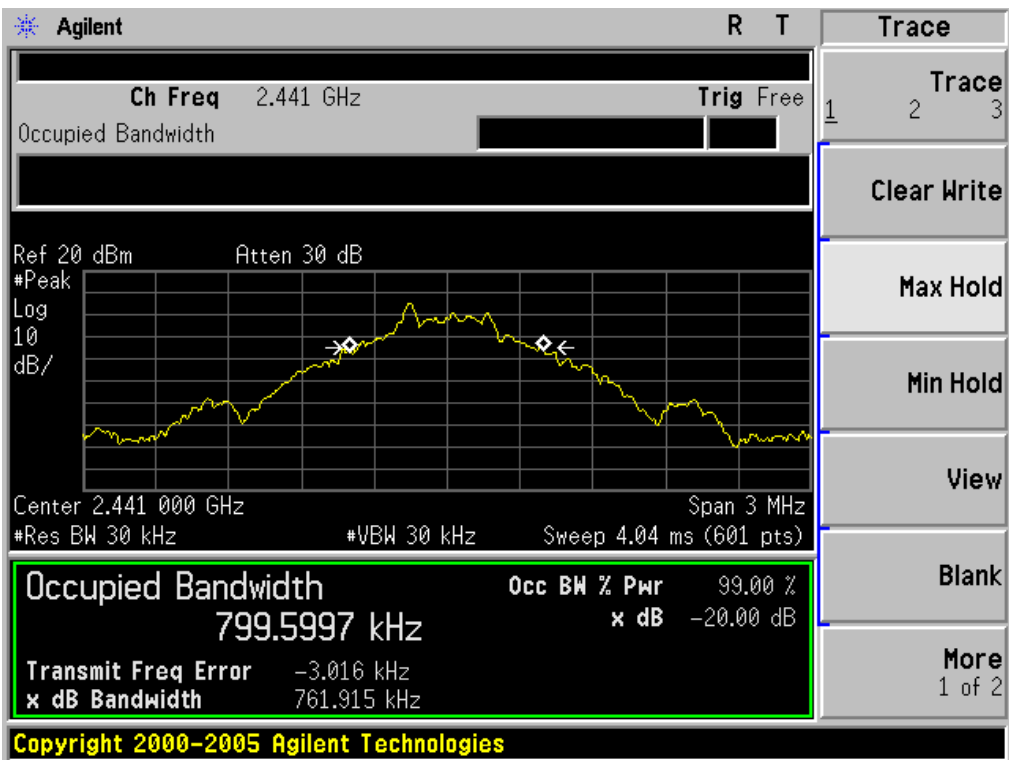 Agilent R T
Ch Freq 2.441 GHz Trig Free
Occupied Bandwidth
Ref 20 dBm Atten 30 dB
#Peak
Log
10
dB/
Center 2.441 000 GHz Span 3 MHz
#Res BW 30 kHz #VBW 30 kHz Sweep 4.04 ms (601 pts)
Occupied Bandwidth
799.5997 kHz
Occ BW % Pwr 99.00 %
x dB -20.00 dB
Transmit Freq Error -3.016 kHz
x dB Bandwidth 761.915 kHz
Copyright 2000-2005 Agilent Technologies
Trace
Trace
1 2 3
Clear Write
Max Hold
Min Hold
View
Blank
More
1 of 2